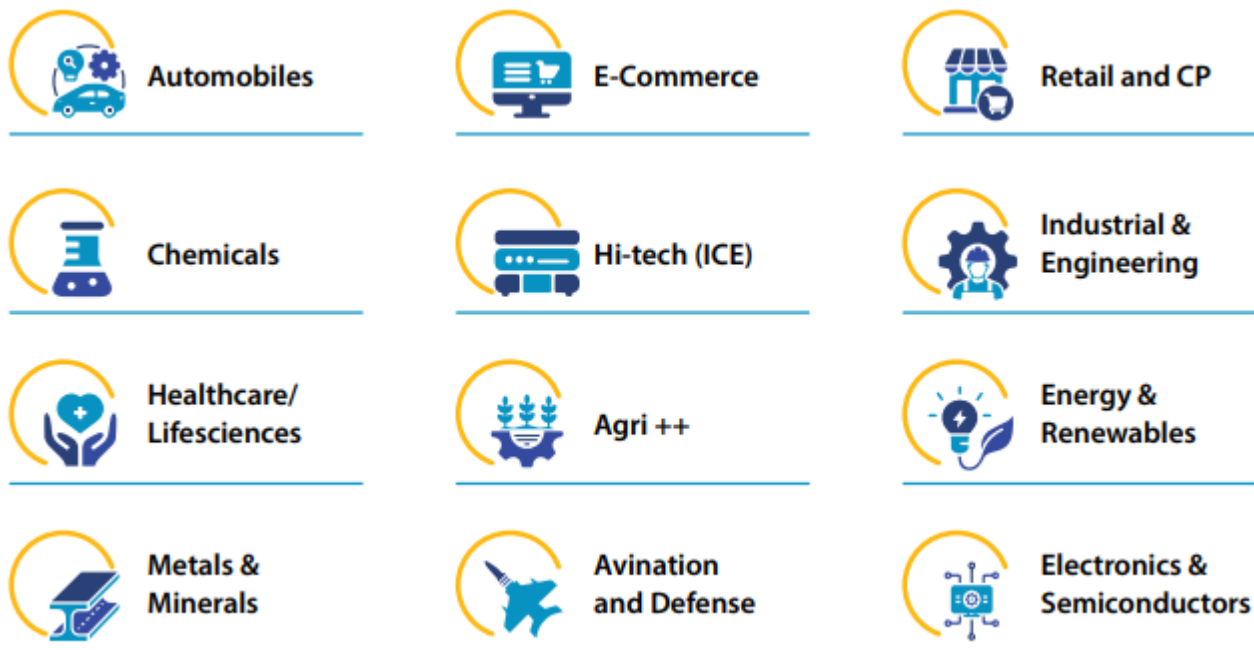 Automobiles
E-Commerce
Retail and CP
Chemicals
Hi-tech (ICE)
Industrial &
Engineering
Healthcare/
Lifesciences
Agri ++
Energy &
Renewables
Metals &
Minerals
Avination
and Defense
Electronics &
Semiconductors